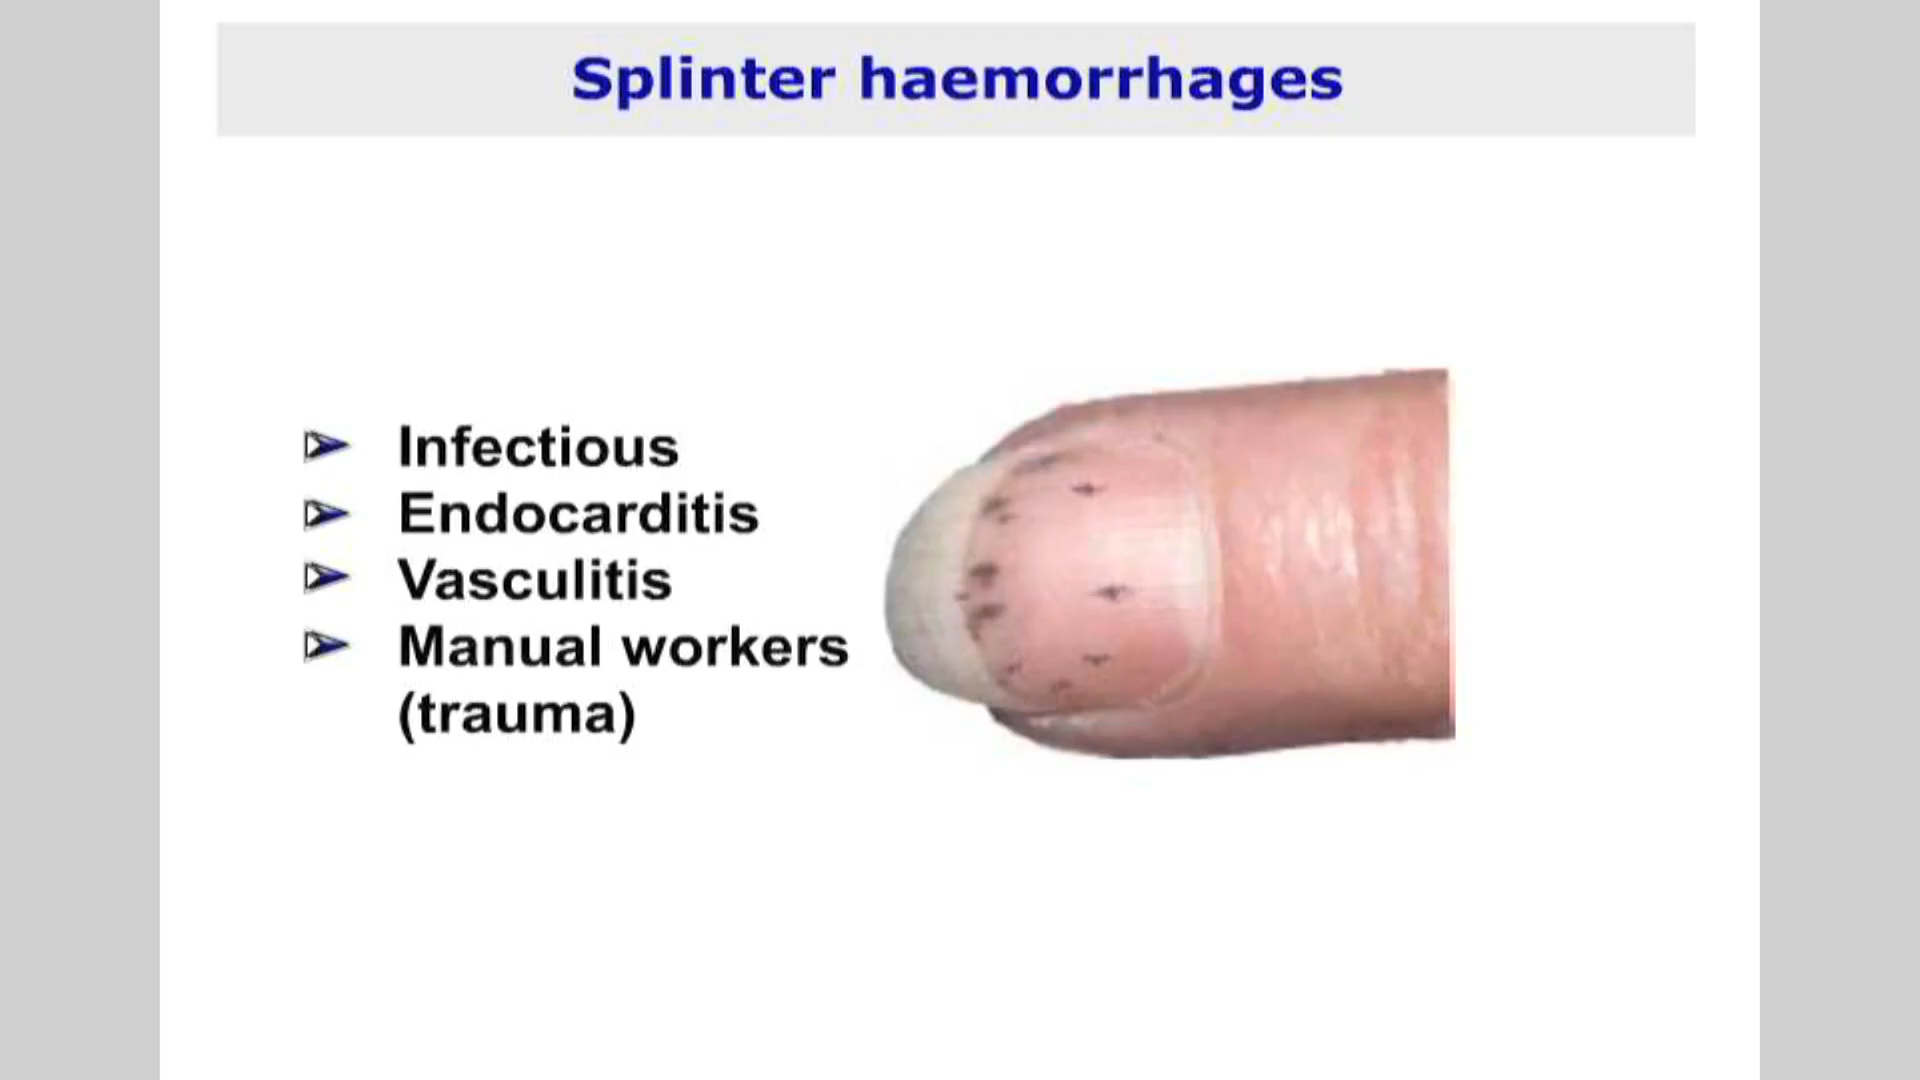 Splinter haemorrhages
Infectious
Endocarditis
Vasculitis
Manual workers
(trauma)